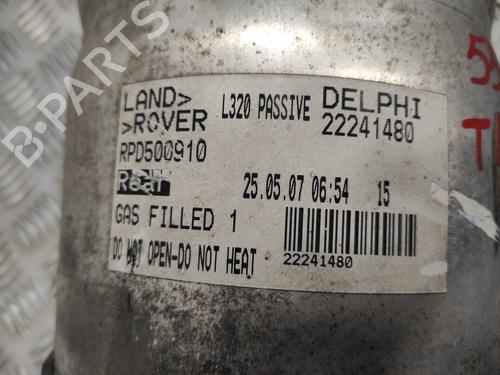 LAND>
>ROVER
L320 PASSIVE
DELPHI
22241480
RPD500910
Rear
25.05.07 06:54 15
GAS FILLED 1
DO NOT OPEN-DO NOT HEAT
22241480